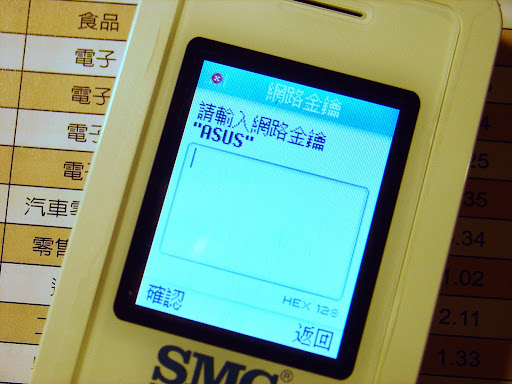 食品
電子
電子
電子
電子
汽車零
零售
網路金鑰
請輸入網路金鑰
"ASUS"
HEX 128
確認
返回
SMC®
.35
.34
1.02
2.11
1.33